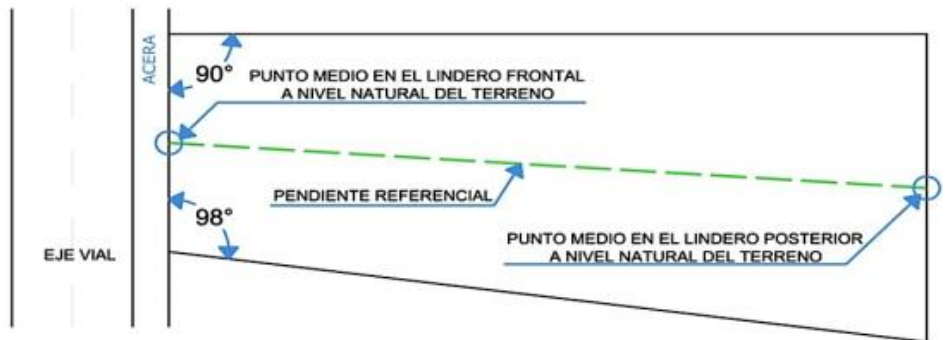 ACERA
90°
PUNTO MEDIO EN EL LINDERO FRONTAL
A NIVEL NATURAL DEL TERRENO
PENDIENTE REFERENCIAL
98°
PUNTO MEDIO EN EL LINDERO POSTERIOR
A NIVEL NATURAL DEL TERRENO
EJE VIAL